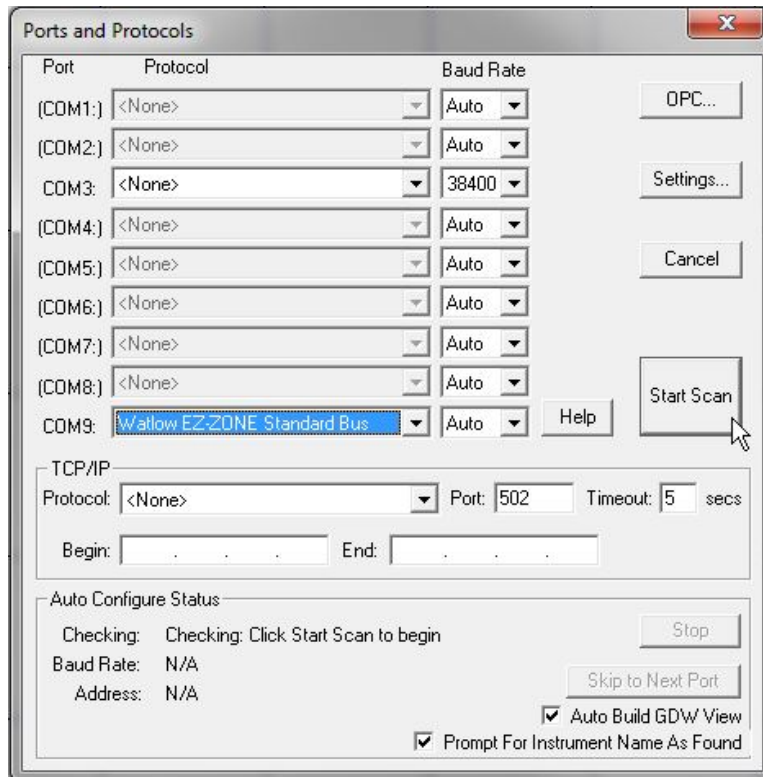 Ports and Protocols
Port Protocol Baud Rate
(COM1:) <None> Auto OPC...
(COM2:) <None> Auto
COM3: <None> 38400 Settings...
(COM4:) <None> Auto
(COM5:) <None> Auto Cancel
(COM6:) <None> Auto
(COM7:) <None> Auto
(COM8:) <None> Auto Start Scan
COM9: Watlow EZ-ZONE Standard Bus Auto Help
TCP/IP
Protocol: <None> Port: 502 Timeout: 5 secs
Begin: . . . End: . . .
Auto Configure Status
Checking: Checking: Click Start Scan to begin Stop
Baud Rate: N/A
Address: N/A Skip to Next Port
Auto Build GDW View
Prompt For Instrument Name As Found